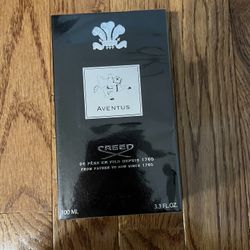 AVENTUS
CREED
DE PÈRE EN FILS DEPUIS 1760
FROM FATHER TO SON SINCE 1760
100 ML 3.3 FL.OZ.